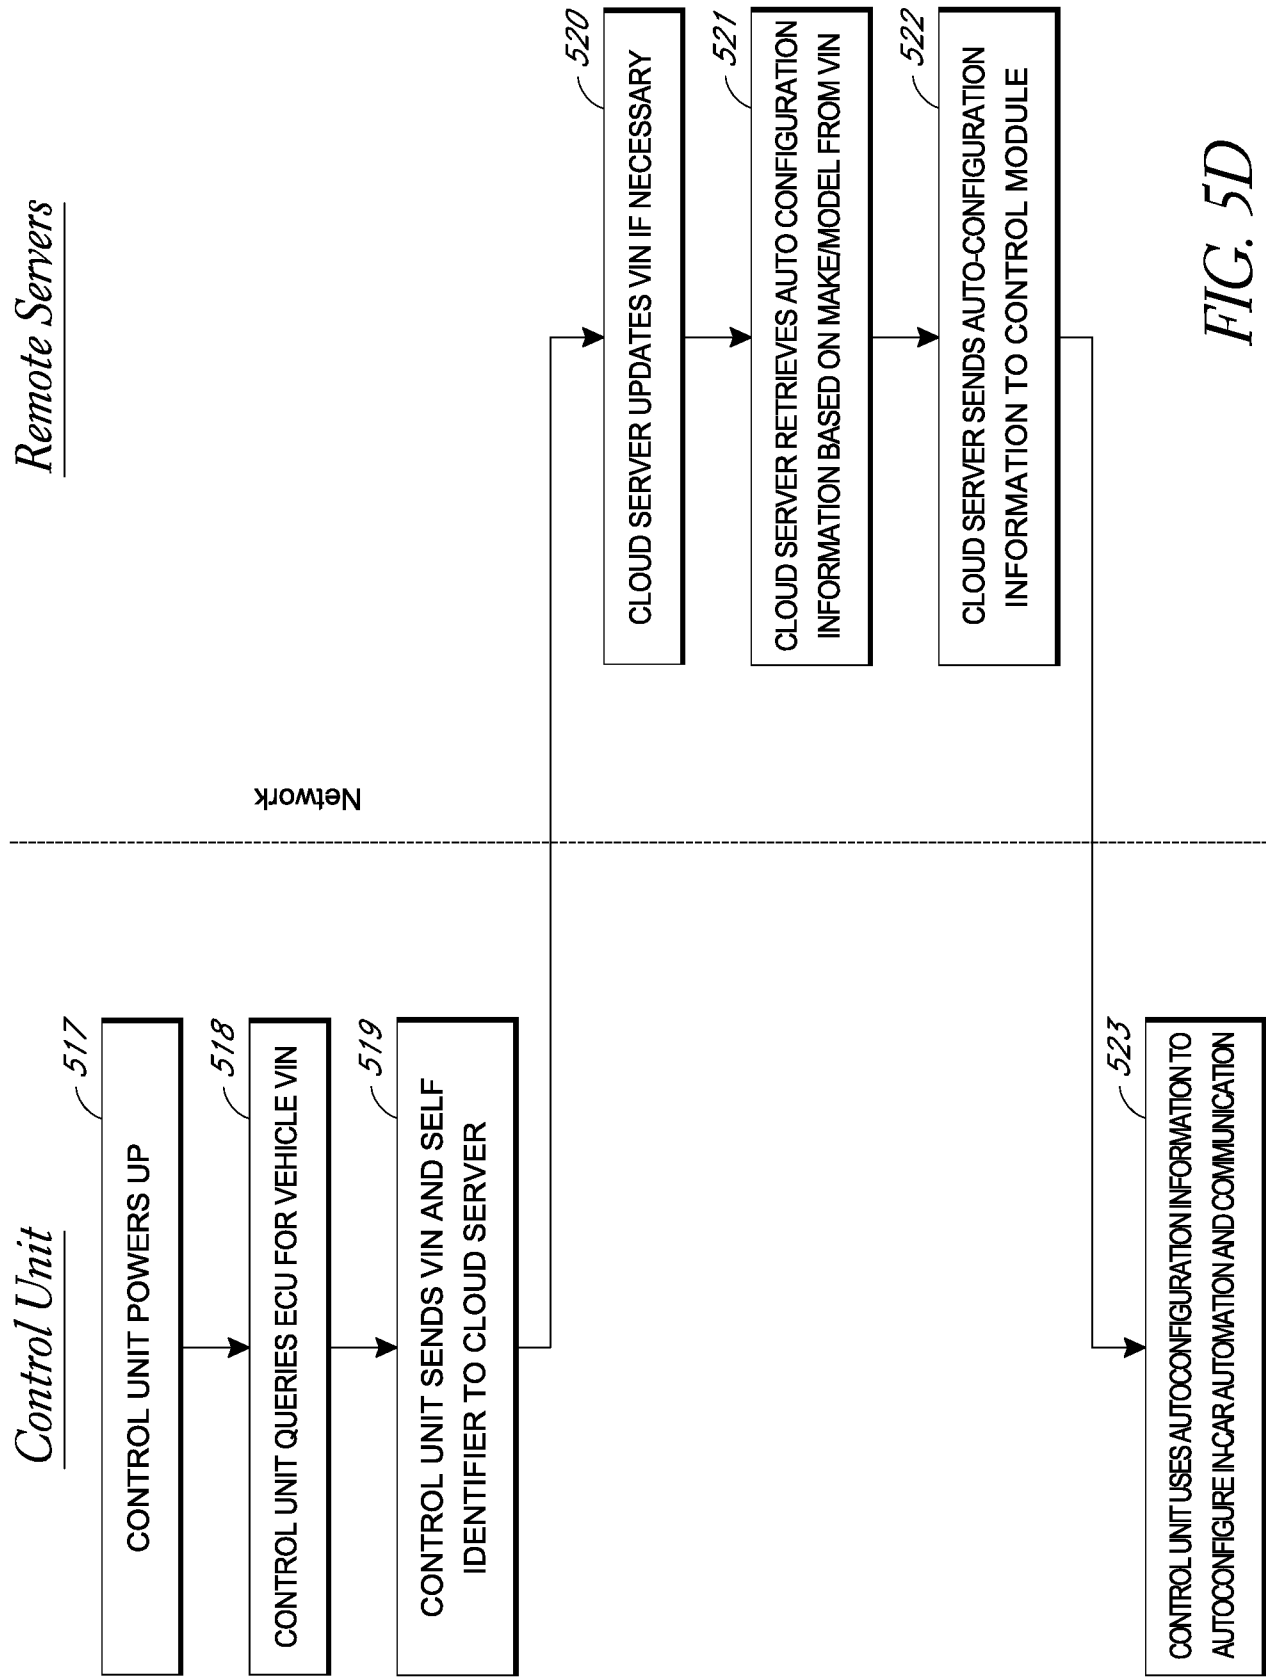 Control Unit
Remote Servers
Network
517
CONTROL UNIT POWERS UP
518
CONTROL UNIT QUERIES ECU FOR VEHICLE VIN
519
CONTROL UNIT SENDS VIN AND SELF
IDENTIFIER TO CLOUD SERVER
520
CLOUD SERVER UPDATES VIN IF NECESSARY
521
CLOUD SERVER RETRIEVES AUTO CONFIGURATION
INFORMATION BASED ON MAKE/MODEL FROM VIN
522
CLOUD SERVER SENDS AUTO-CONFIGURATION
INFORMATION TO CONTROL MODULE
523
CONTROL UNIT USES AUTOCONFIGURATION INFORMATION TO
AUTOCONFIGURE IN-CAR AUTOMATION AND COMMUNICATION
FIG. 5D